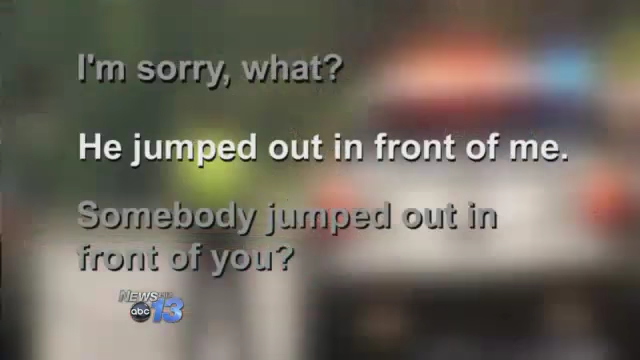 I'm sorry, what?
He jumped out in front of me.
Somebody jumped out in
front of you?
NEWS
abc 13